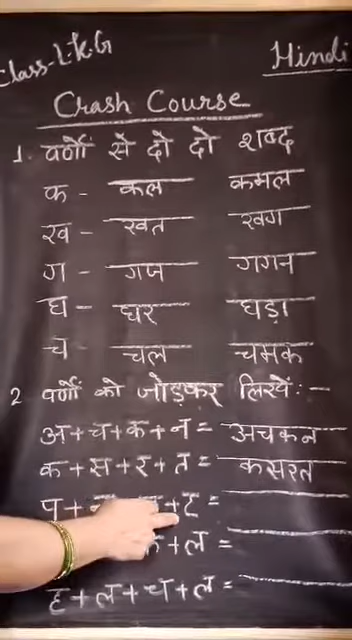 Class-L.K.G Hindi
Crash Course
1. वर्णों से दो दो शब्द
क - कल कमल
ख - खत खग
ग - गज गगन
घ - घर घड़ा
च - चल चमक
2 वर्णों को जोड़कर लिखें:-
अ+च+क+न= अचकन
क+स+र+त= कसरत
प+ +ट=
+ल=
ह+ल+च+ल=